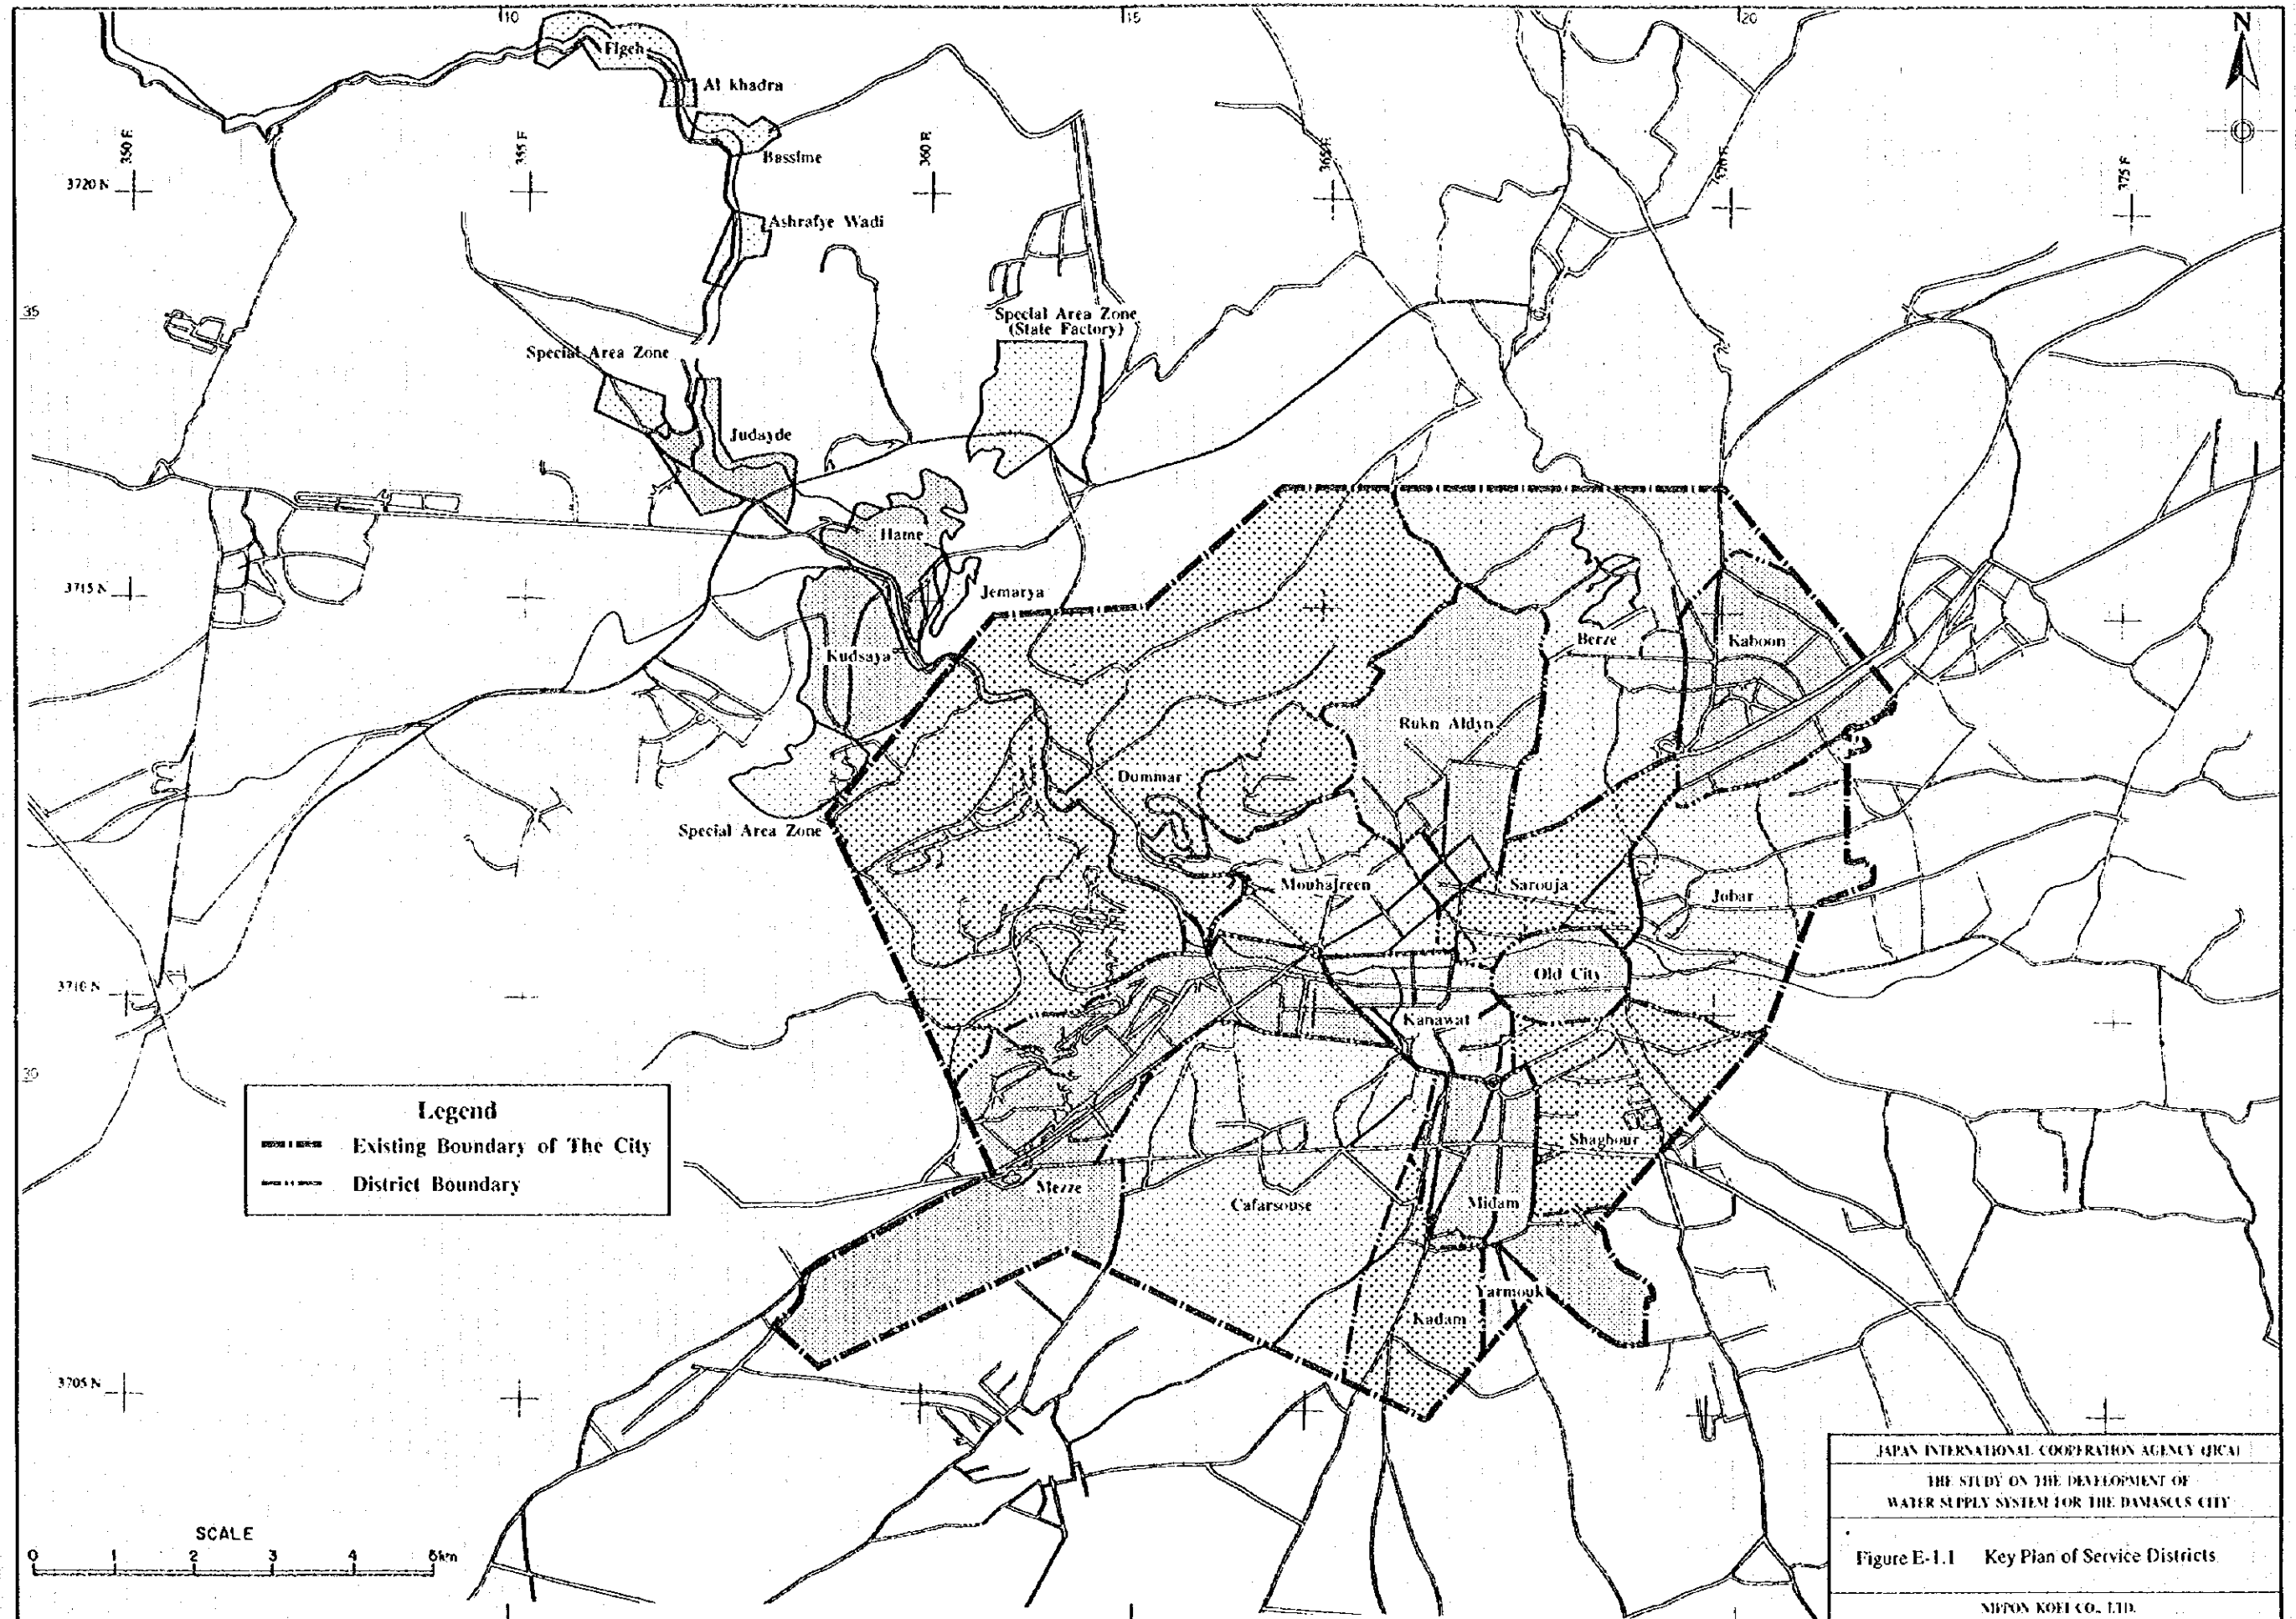 10
15
20
N
Figeh
Al khadra
Bassime
350 E
355 E
360 E
365 E
370 E
375 E
3720 N
Ashrafye Wadi
35
Special Area Zone
(State Factory)
Special Area Zone
Judayde
Hame
3715 N
Jemarya
Berze
Kaboon
Kudsaya
Rukn Aldyn
Dummar
Special Area Zone
Mouhajreen
Sarouja
Jobar
Old City
3710 N
Kanawat
30
Legend
Existing Boundary of The City
District Boundary
Shaghour
Mezze
Cafarsouse
Midam
Yarmouk
Kadam
3705 N
SCALE
0 1 2 3 4 5km
JAPAN INTERNATIONAL COOPERATION AGENCY (JICA)
THE STUDY ON THE DEVELOPMENT OF
WATER SUPPLY SYSTEM FOR THE DAMASCUS CITY
Figure E-1.1 Key Plan of Service Districts
NIPPON KOEI CO., LTD.